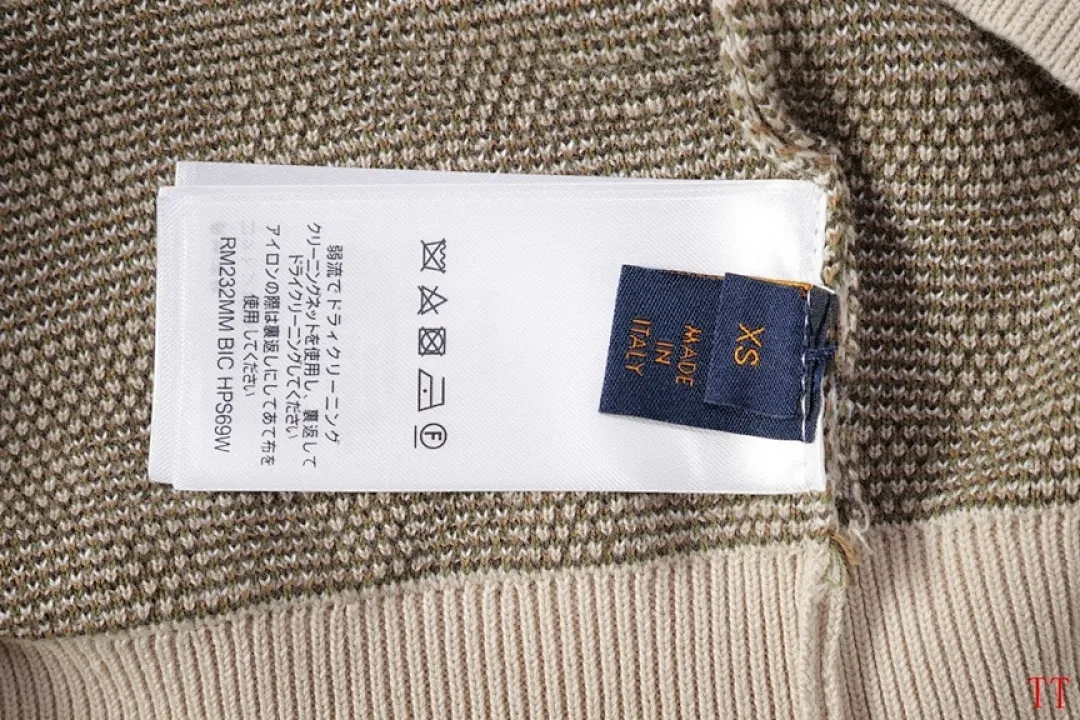 弱流でドライクリーニング
クリーニングネットを使用し、裏返して
ドライクリーニングしてください
アイロンの際は裏返しにしてあて布を
使用してください
RM232MM BIC HPS69W
F
MADE
IN
ITALY
XS
TT